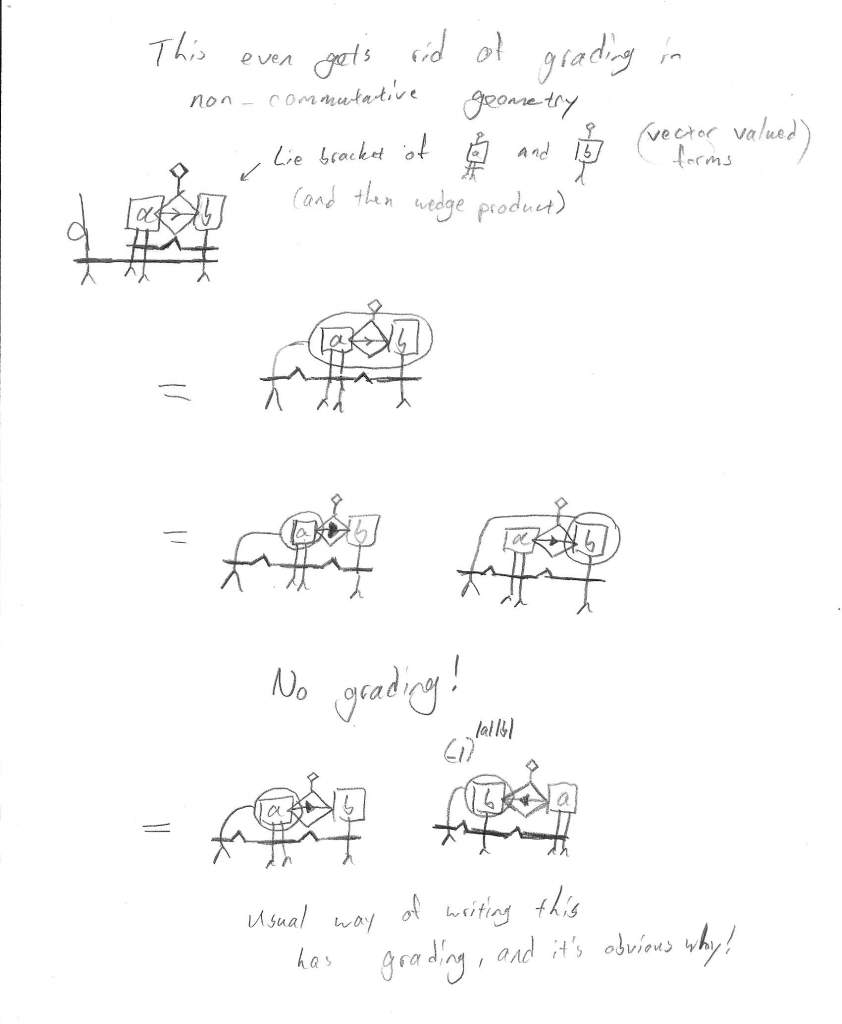 This even gets rid of grading in
non-commutative geometry
Lie bracket of a and b (vector valued) forms
(and then wedge product)
d a b
= a b
= a b a b
No grading!
(-1)^|a||b|
= a b b a
Usual way of writing this
has grading, and it's obvious why!